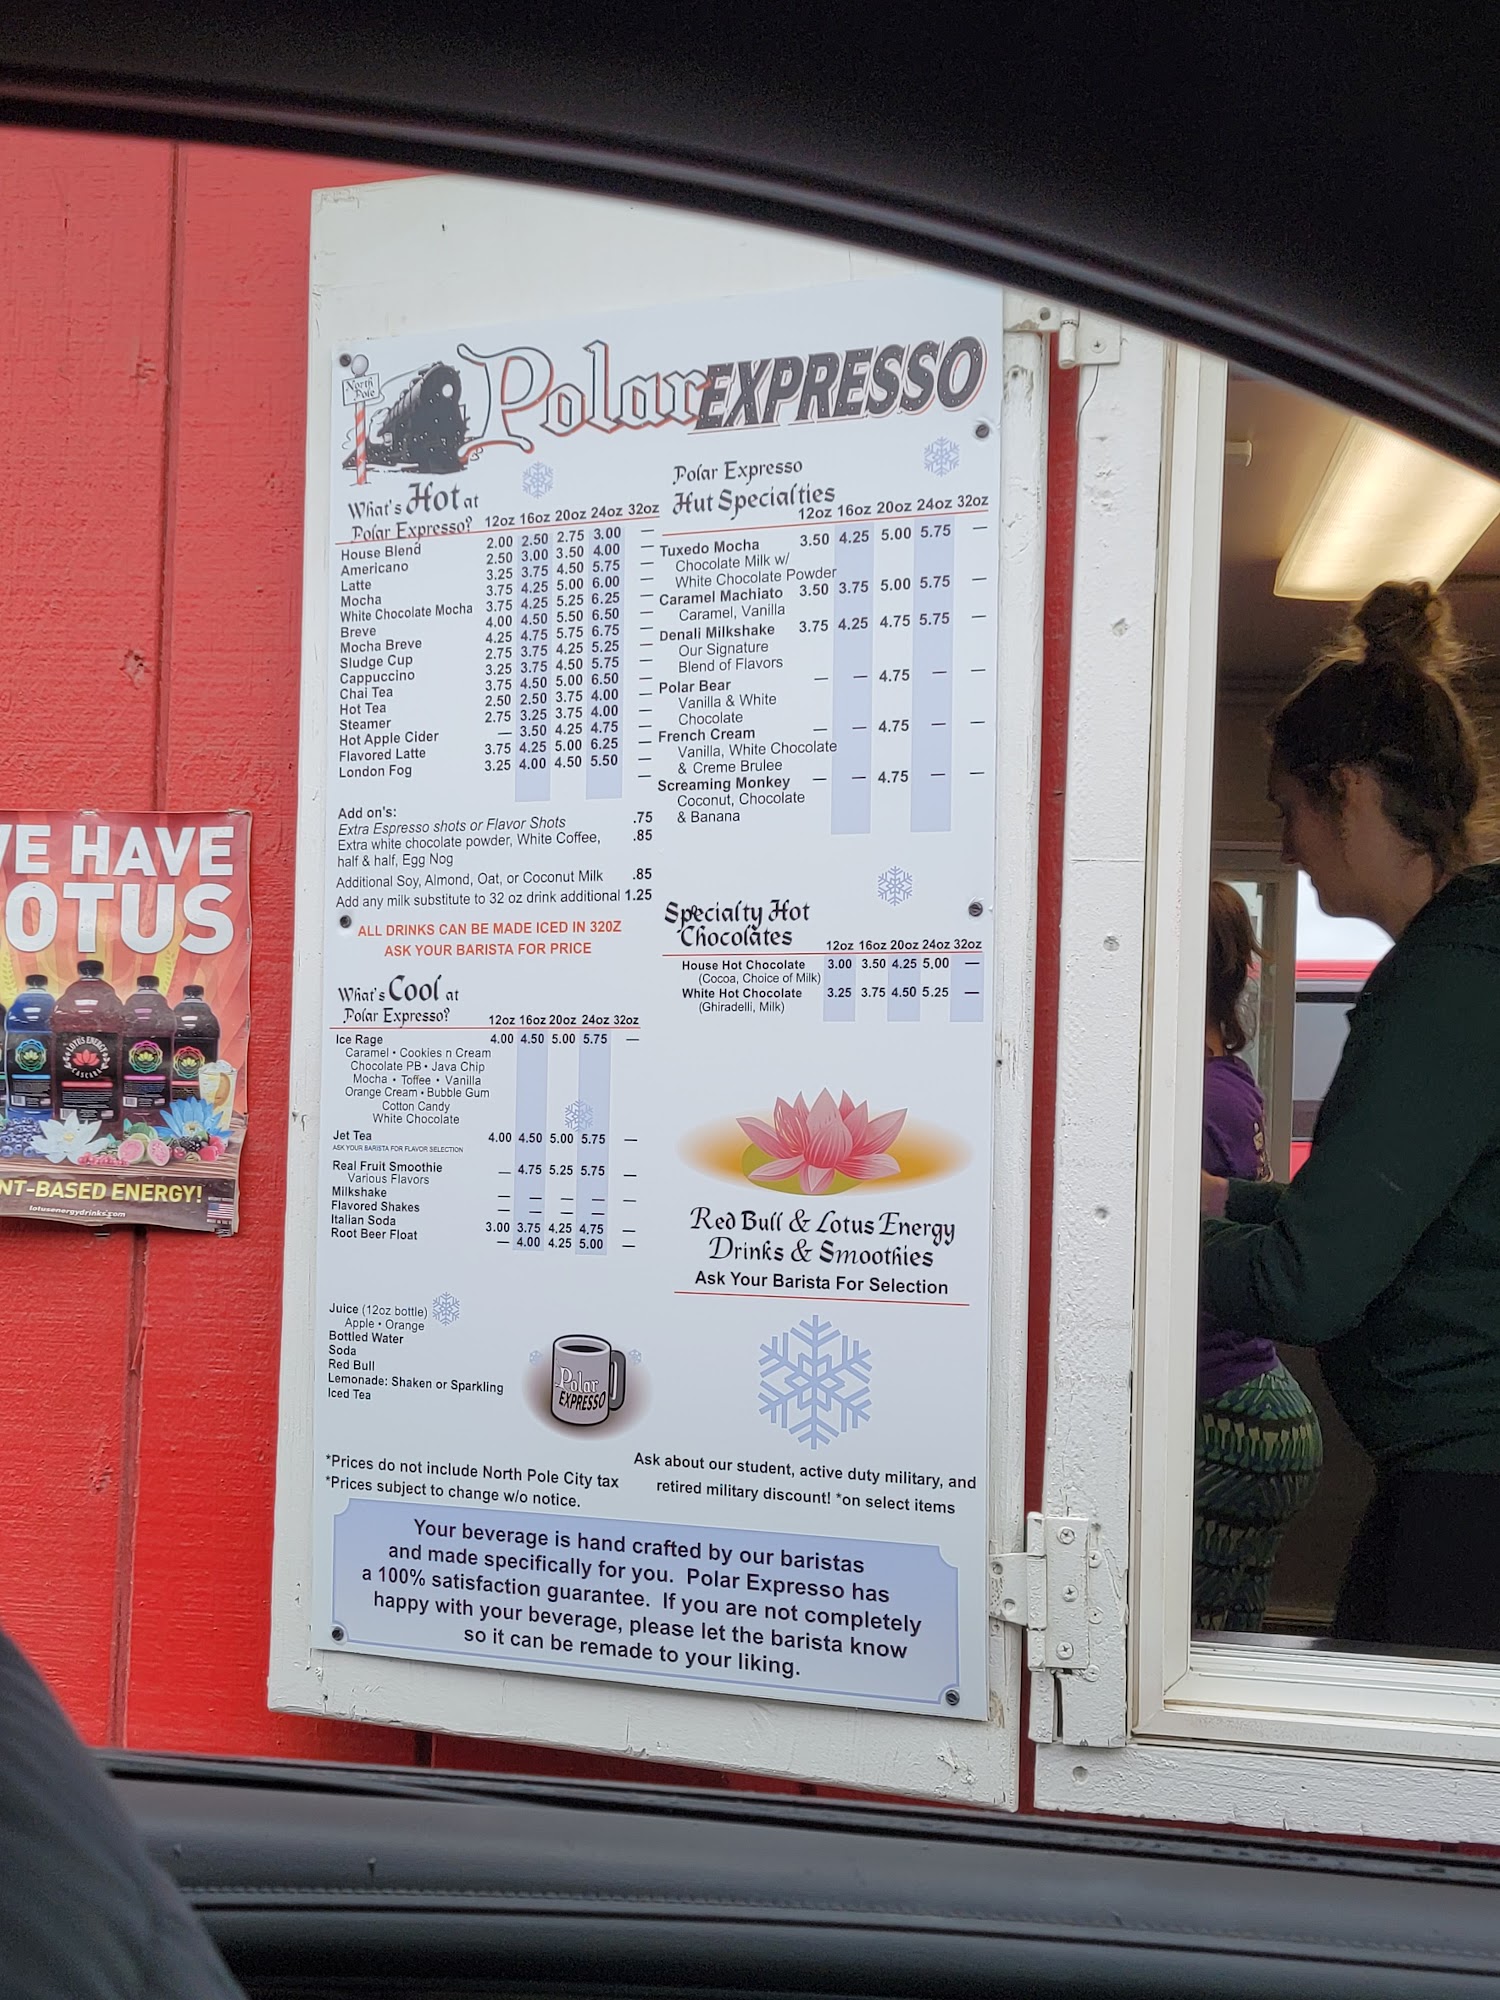 North Pole
Polar EXPRESSO
What's Hot at
Polar Expresso? 12oz 16oz 20oz 24oz 32oz
House Blend 2.00 2.50 2.75 3.00 —
Americano 2.50 3.00 3.50 4.00 —
Latte 3.25 3.75 4.50 5.75 —
Mocha 3.75 4.25 5.00 6.00 —
White Chocolate Mocha 3.75 4.25 5.25 6.25 —
Breve 4.00 4.50 5.50 6.50 —
Mocha Breve 4.25 4.75 5.75 6.75 —
Sludge Cup 2.75 3.75 4.25 5.25 —
Cappuccino 3.25 3.75 4.50 5.75 —
Chai Tea 3.75 4.50 5.00 6.50 —
Hot Tea 2.50 2.50 3.75 4.00 —
Steamer 2.75 3.25 3.75 4.00 —
Hot Apple Cider — 3.50 4.25 4.75 —
Flavored Latte 3.75 4.25 5.00 6.25 —
London Fog 3.25 4.00 4.50 5.50 —
Add on's:
Extra Espresso shots or Flavor Shots .75
Extra white chocolate powder, White Coffee, .85
half & half, Egg Nog
Additional Soy, Almond, Oat, or Coconut Milk .85
Add any milk substitute to 32 oz drink additional 1.25
ALL DRINKS CAN BE MADE ICED IN 32OZ
ASK YOUR BARISTA FOR PRICE
What's Cool at
Polar Expresso? 12oz 16oz 20oz 24oz 32oz
Ice Rage 4.00 4.50 5.00 5.75 —
Caramel • Cookies n Cream
Chocolate PB • Java Chip
Mocha • Toffee • Vanilla
Orange Cream • Bubble Gum
Cotton Candy
White Chocolate
Jet Tea 4.00 4.50 5.00 5.75 —
ASK YOUR BARISTA FOR FLAVOR SELECTION
Real Fruit Smoothie — 4.75 5.25 5.75 —
Various Flavors
Milkshake — — — — —
Flavored Shakes — — — — —
Italian Soda 3.00 3.75 4.25 4.75 —
Root Beer Float — 4.00 4.25 5.00 —
Juice (12oz bottle)
Apple • Orange
Bottled Water
Soda
Red Bull
Lemonade: Shaken or Sparkling
Iced Tea
Polar
EXPRESSO
*Prices do not include North Pole City tax
*Prices subject to change w/o notice.
Polar Expresso
Hut Specialties
12oz 16oz 20oz 24oz 32oz
Tuxedo Mocha 3.50 4.25 5.00 5.75 —
Chocolate Milk w/
White Chocolate Powder
Caramel Machiato 3.50 3.75 5.00 5.75 —
Caramel, Vanilla
Denali Milkshake 3.75 4.25 4.75 5.75 —
Our Signature
Blend of Flavors
Polar Bear — — 4.75 — —
Vanilla & White
Chocolate
French Cream — — 4.75 — —
Vanilla, White Chocolate
& Creme Brulee
Screaming Monkey — — 4.75 — —
Coconut, Chocolate
& Banana
Specialty Hot
Chocolates
12oz 16oz 20oz 24oz 32oz
House Hot Chocolate 3.00 3.50 4.25 5.00 —
(Cocoa, Choice of Milk)
White Hot Chocolate 3.25 3.75 4.50 5.25 —
(Ghiradelli, Milk)
Red Bull & Lotus Energy
Drinks & Smoothies
Ask Your Barista For Selection
Ask about our student, active duty military, and
retired military discount! *on select items
Your beverage is hand crafted by our baristas
and made specifically for you. Polar Expresso has
a 100% satisfaction guarantee. If you are not completely
happy with your beverage, please let the barista know
so it can be remade to your liking.
VE HAVE
OTUS
LOTUS ENERGY
CASCARA
NT-BASED ENERGY!
lotusenergydrinks.com